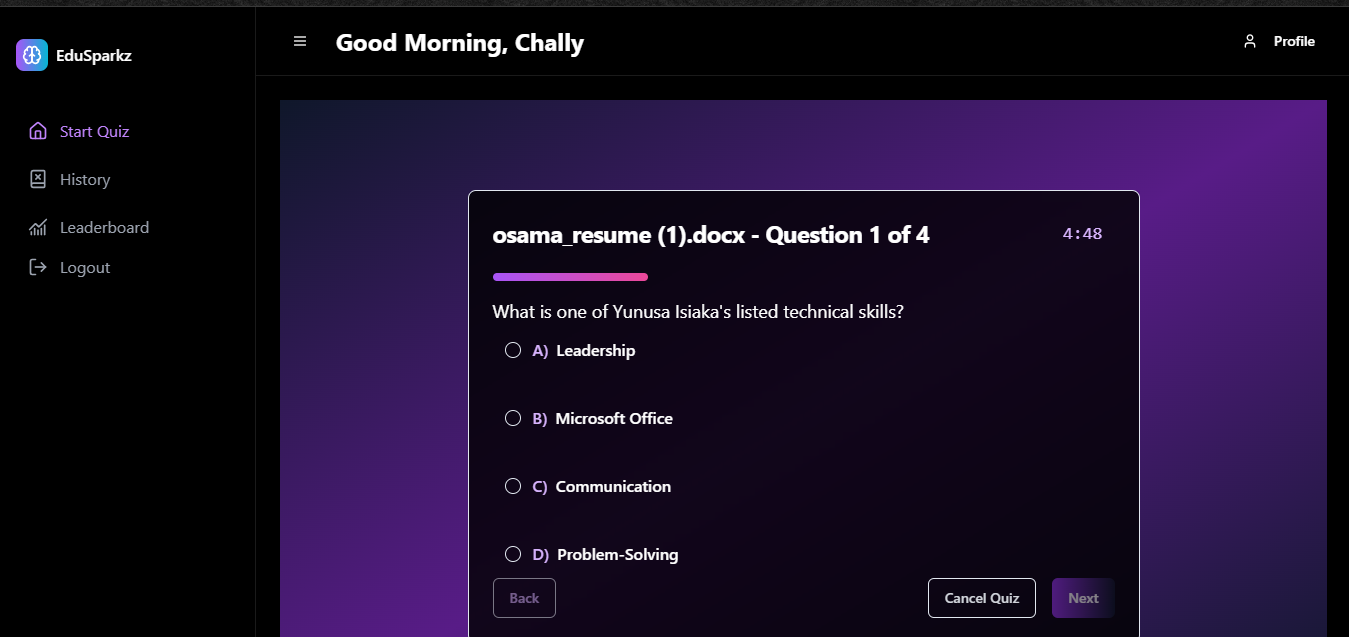 EduSparkz
Good Morning, Chally
Profile
Start Quiz
History
Leaderboard
Logout
osama_resume (1).docx - Question 1 of 4
4:48
What is one of Yunusa Isiaka's listed technical skills?
A) Leadership
B) Microsoft Office
C) Communication
D) Problem-Solving
Back
Cancel Quiz
Next